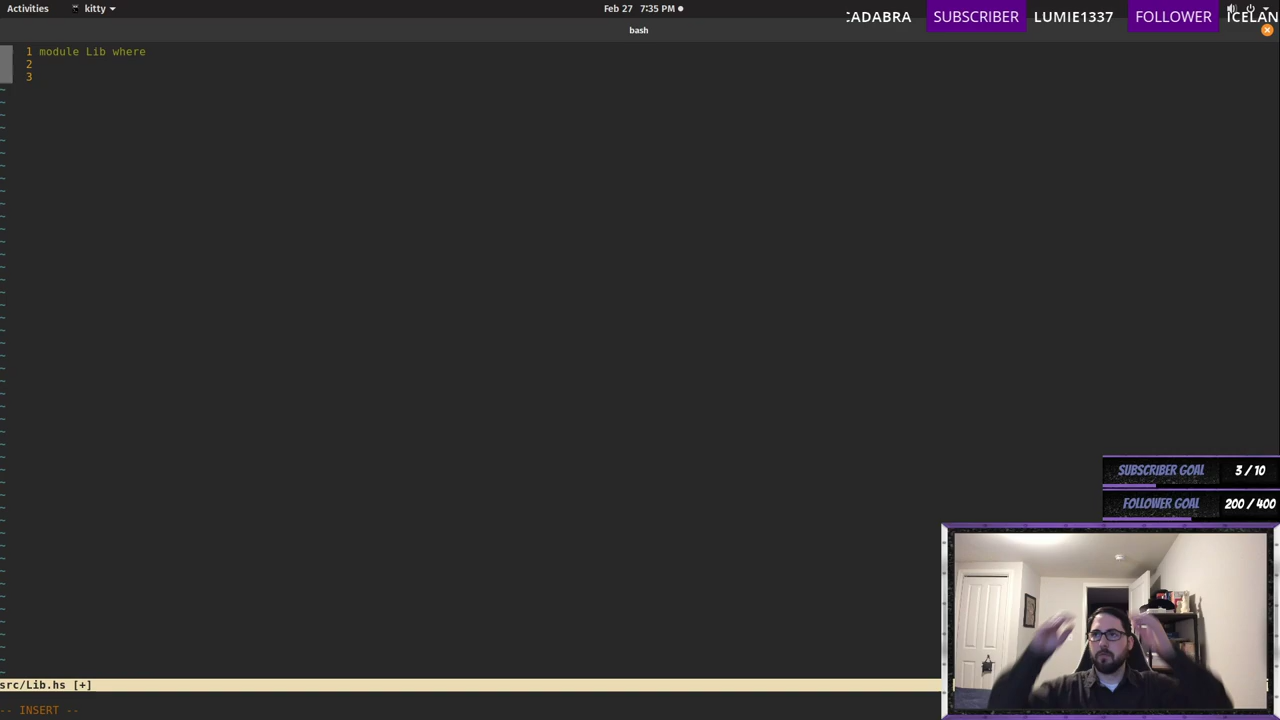 Activities
kitty
Feb 27 7:35 PM
CADABRA SUBSCRIBER LUMIE1337 FOLLOWER ICELAN
bash
1 module Lib where
2
3
~
SUBSCRIBER GOAL 3 / 10
FOLLOWER GOAL 200 / 400
src/Lib.hs [+]
-- INSERT --